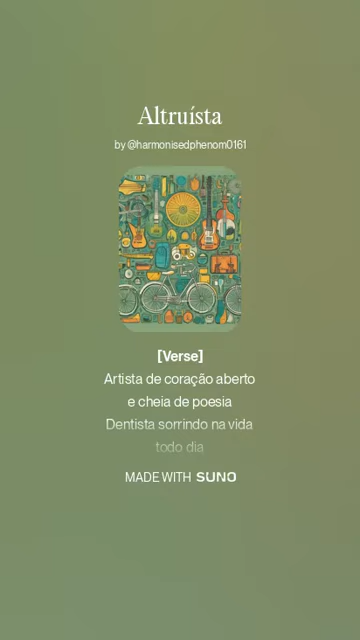 Altruísta
by @harmonisedphenom0161
[Verse]
Artista de coração aberto
e cheia de poesia
Dentista sorrindo na vida
todo dia
MADE WITH SUNO